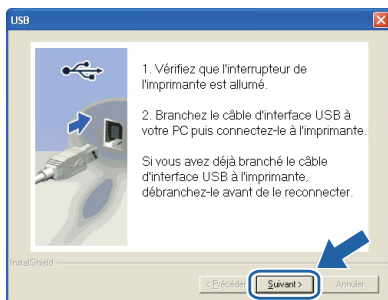 USB
1. Vérifiez que l'interrupteur de
l'imprimante est allumé.
2. Branchez le câble d'interface USB à
votre PC puis connectez-le à l'imprimante.
Si vous avez déjà branché le câble
d'interface USB à l'imprimante,
débranchez-le avant de le reconnecter.
InstallShield
< Précéder Suivant > Annuler